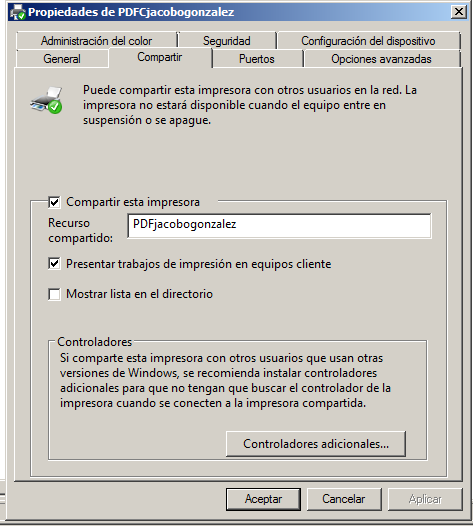 Propiedades de PDFCjacobogonzalez
Administración del color
Seguridad
Configuración del dispositivo
General
Compartir
Puertos
Opciones avanzadas
Puede compartir esta impresora con otros usuarios en la red. La
impresora no estará disponible cuando el equipo entre en
suspensión o se apague.
Compartir esta impresora
Recurso
compartido:
PDFjacobogonzalez
Presentar trabajos de impresión en equipos cliente
Mostrar lista en el directorio
Controladores
Si comparte esta impresora con otros usuarios que usan otras
versiones de Windows, se recomienda instalar controladores
adicionales para que no tengan que buscar el controlador de la
impresora cuando se conecten a la impresora compartida.
Controladores adicionales...
Aceptar
Cancelar
Aplicar